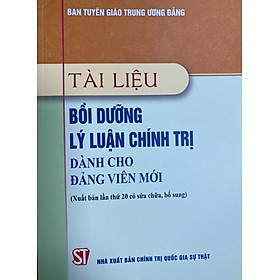 BAN TUYÊN GIÁO TRUNG ƯƠNG ĐẢNG
TÀI LIỆU
BỒI DƯỠNG
LÝ LUẬN CHÍNH TRỊ
DÀNH CHO
ĐẢNG VIÊN MỚI
(Xuất bản lần thứ 20 có sửa chữa, bổ sung)
ST
NHÀ XUẤT BẢN CHÍNH TRỊ QUỐC GIA SỰ THẬT